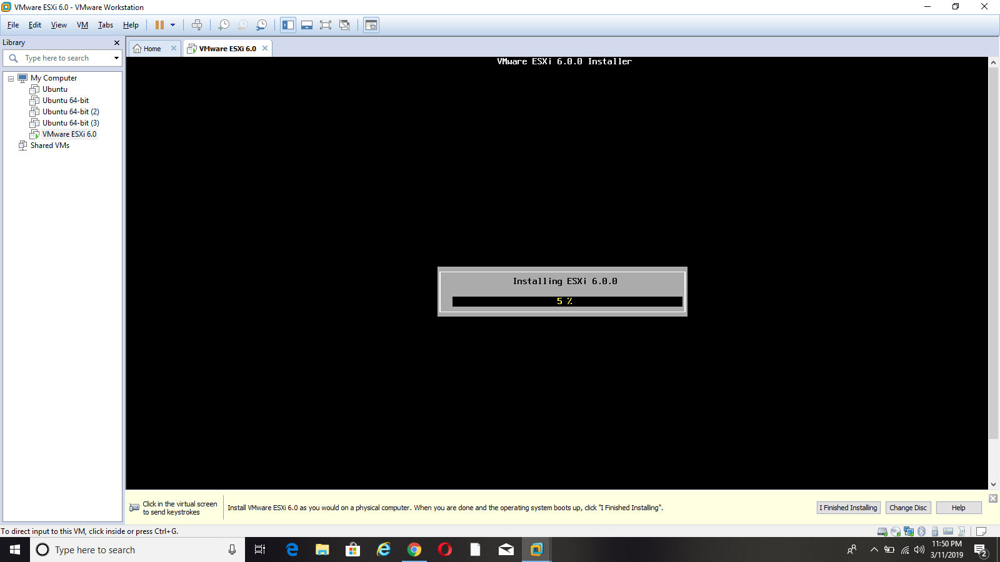 VMware ESXi 6.0 - VMware Workstation
File Edit View VM Tabs Help
Library
Type here to search
My Computer
Ubuntu
Ubuntu 64-bit
Ubuntu 64-bit (2)
Ubuntu 64-bit (3)
VMware ESXi 6.0
Shared VMs
Home
VMware ESXi 6.0
VMware ESXi 6.0.0 Installer
Installing ESXi 6.0.0
5 %
Click in the virtual screen
to send keystrokes
Install VMware ESXi 6.0 as you would on a physical computer. When you are done and the operating system boots up, click "I Finished Installing".
I Finished Installing
Change Disc
Help
To direct input to this VM, click inside or press Ctrl+G.
Type here to search
11:50 PM
3/11/2019
2